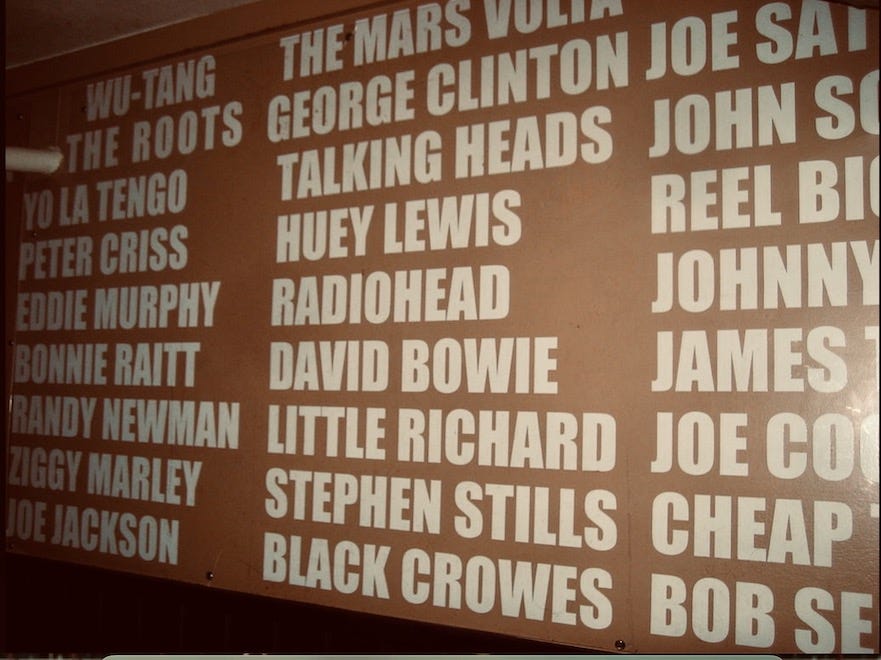 WU-TANG
THE ROOTS
YO LA TENGO
PETER CRISS
EDDIE MURPHY
BONNIE RAITT
RANDY NEWMAN
ZIGGY MARLEY
JOE JACKSON
THE MARS VOLTA
GEORGE CLINTON
TALKING HEADS
HUEY LEWIS
RADIOHEAD
DAVID BOWIE
LITTLE RICHARD
STEPHEN STILLS
BLACK CROWES
JOE
JOHN
REEL
JOHNNY
JAMES
JOE
CHEAP
BOB